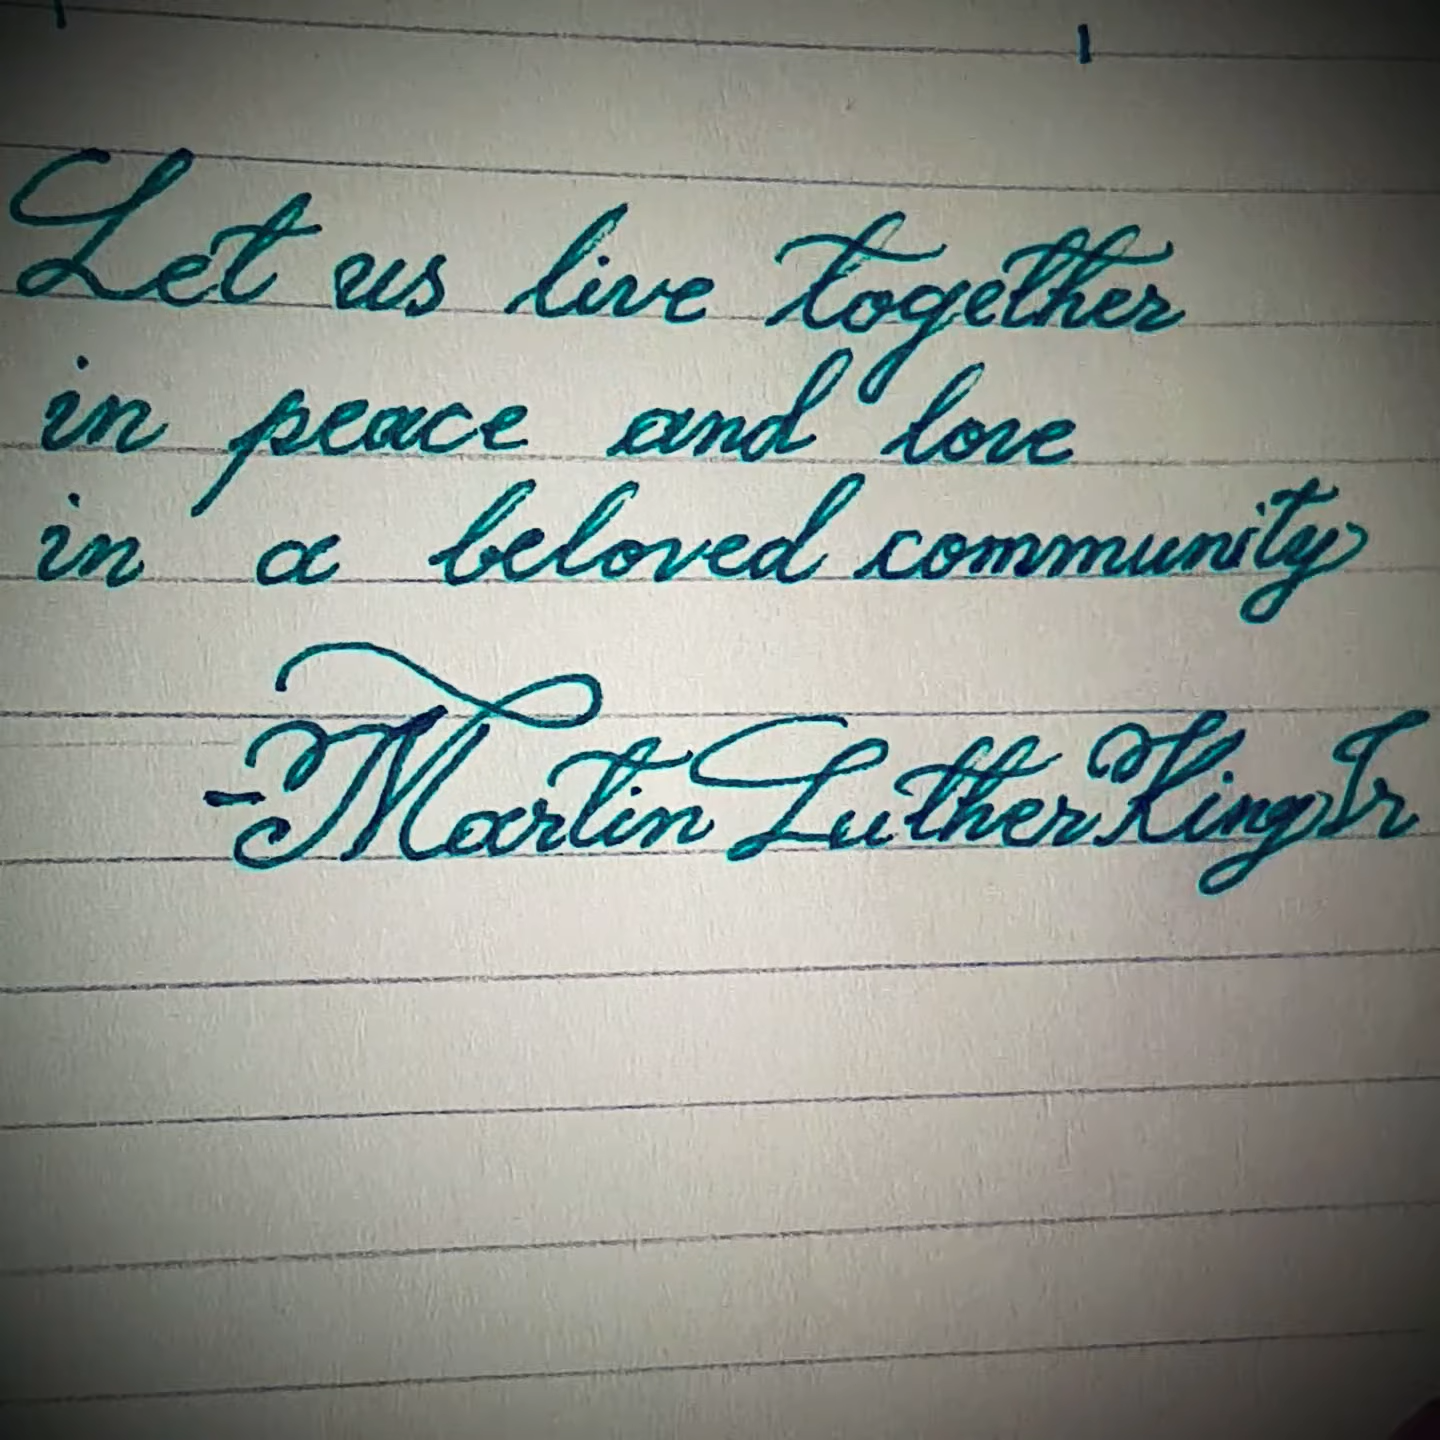 Let us live together
in peace and love
in a beloved community
-Martin Luther King Jr